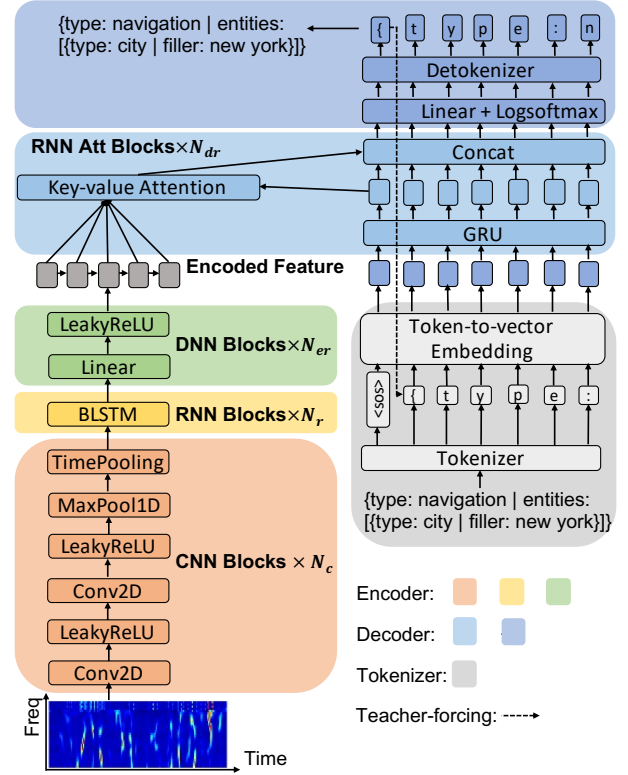 {type: navigation | entities:
[{type: city | filler: new york}]}
{ t y p e : n
Detokenizer
Linear + Logsoftmax
RNN Att Blocks×N_dr
Concat
Key-value Attention
GRU
Encoded Feature
LeakyReLU
DNN Blocks×N_er
Linear
BLSTM
RNN Blocks×N_r
TimePooling
MaxPool1D
LeakyReLU
CNN Blocks × N_c
Conv2D
LeakyReLU
Conv2D
Freq
Time
Token-to-vector
Embedding
<sos> { t y p e :
Tokenizer
{type: navigation | entities:
[{type: city | filler: new york}]}
Encoder:
Decoder:
Tokenizer:
Teacher-forcing: